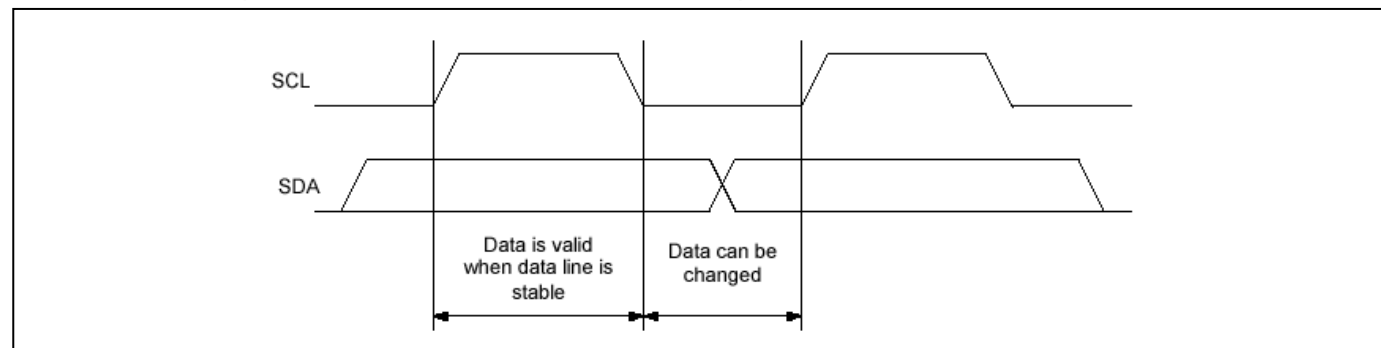 SCL
SDA
Data is valid
when data line is
stable
Data can be
changed